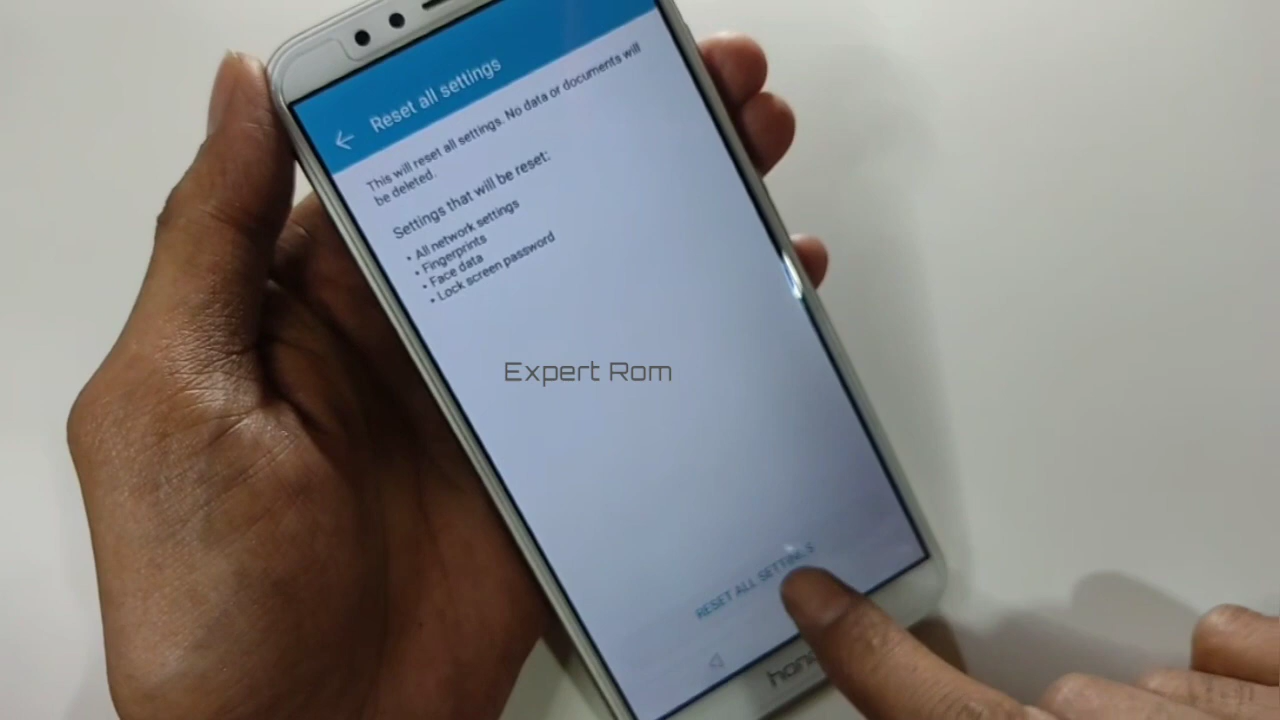 Reset all settings
This will reset all settings. No data or documents will
be deleted.
Settings that will be reset:
• All network settings
• Fingerprints
• Face data
• Lock screen password
Expert Rom
RESET ALL SETTINGS